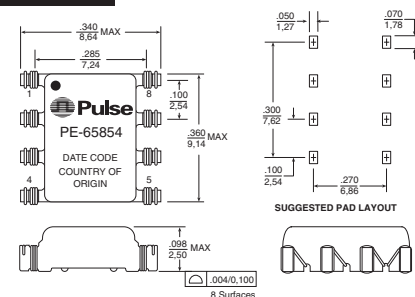 .340
8,64
MAX
.285
7,24
1
8
.100
2,54
Pulse
PE-65854
DATE CODE
COUNTRY OF
ORIGIN
.360
9,14
MAX
4
5
.098
2,50
MAX
.004/0,100
8 Surfaces
.050
1,27
.070
1,78
.300
7,62
.100
2,54
.270
6,86
SUGGESTED PAD LAYOUT